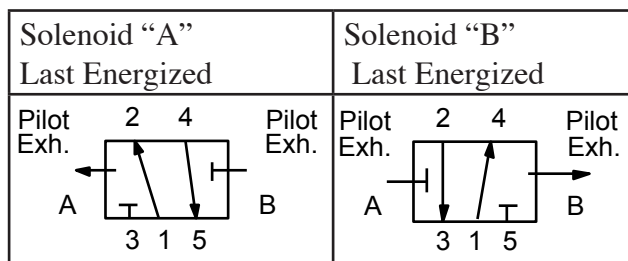 Solenoid “A”
Last Energized
Solenoid “B”
Last Energized
Pilot
Exh.
2 4
Pilot
Exh.
A
B
3 1 5
Pilot
Exh.
2 4
Pilot
Exh.
A
B
3 1 5